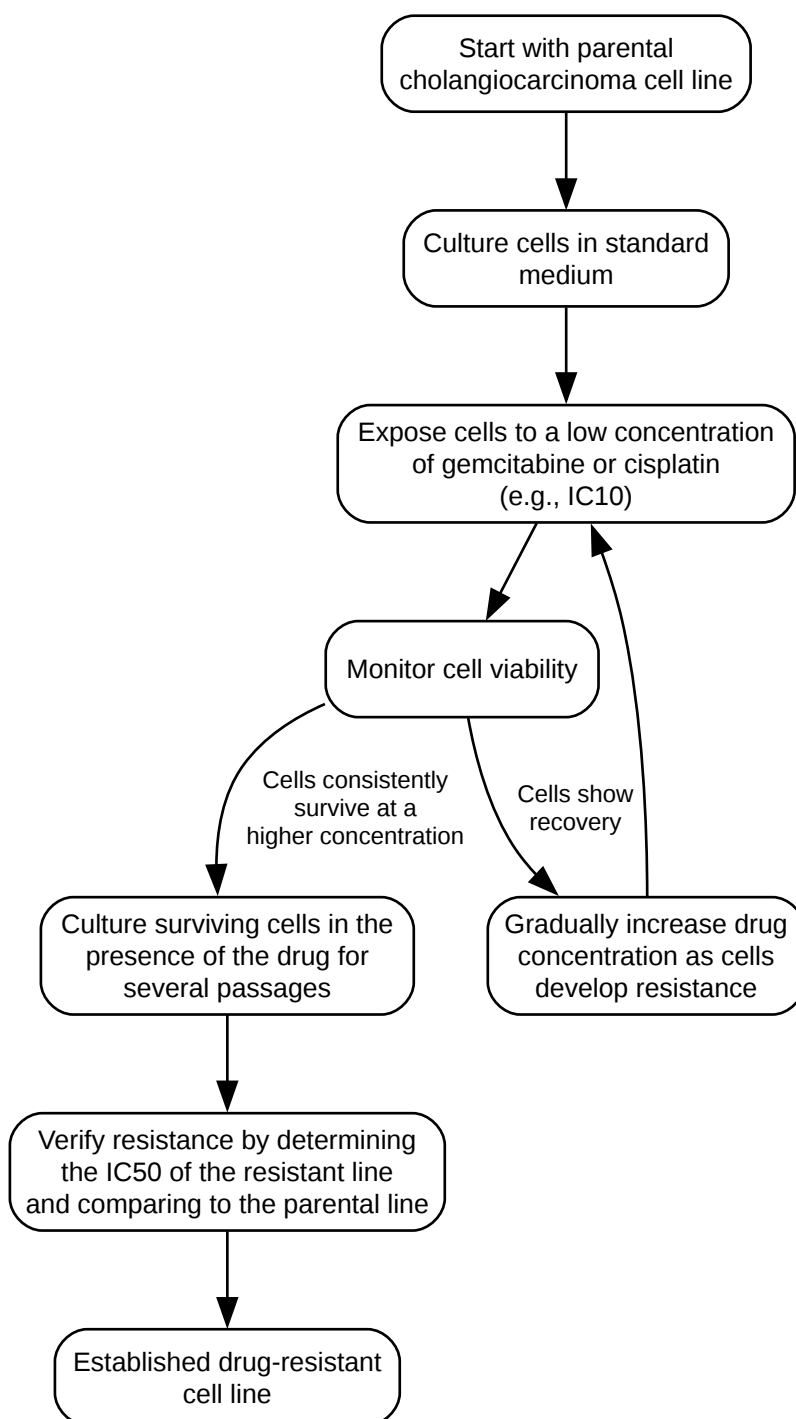 Start with parental
cholangiocarcinoma cell line
Culture cells in standard
medium
Expose cells to a low concentration
of gemcitabine or cisplatin
(e.g., IC10)
Monitor cell viability
Cells consistently
survive at a
higher concentration
Cells show
recovery
Culture surviving cells in the
presence of the drug for
several passages
Gradually increase drug
concentration as cells
develop resistance
Verify resistance by determining
the IC50 of the resistant line
and comparing to the parental line
Established drug-resistant
cell line